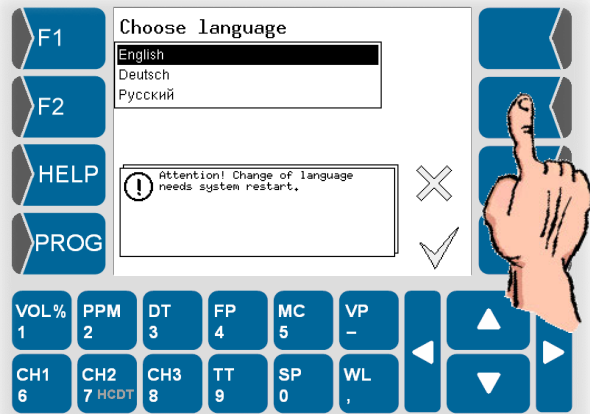 F1
Choose language
English
Deutsch
Русский
F2
HELP
Attention! Change of language
needs system restart.
PROG
VOL% PPM DT FP MC VP
1 2 3 4 5 –
CH1 CH2 CH3 TT SP WL
6 7 HCDT 8 9 0 ,